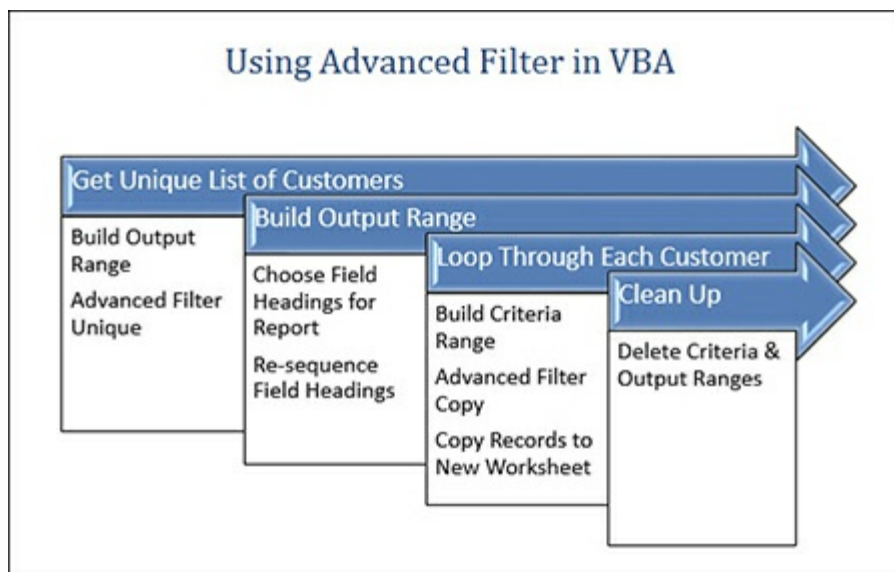 Using Advanced Filter in VBA
Get Unique List of Customers
Build Output
Range
Advanced Filter
Unique
Build Output Range
Choose Field
Headings for
Report
Re-sequence
Field Headings
Loop Through Each Customer
Build Criteria
Range
Advanced Filter
Copy
Copy Records to
New Worksheet
Clean Up
Delete Criteria &
Output Ranges